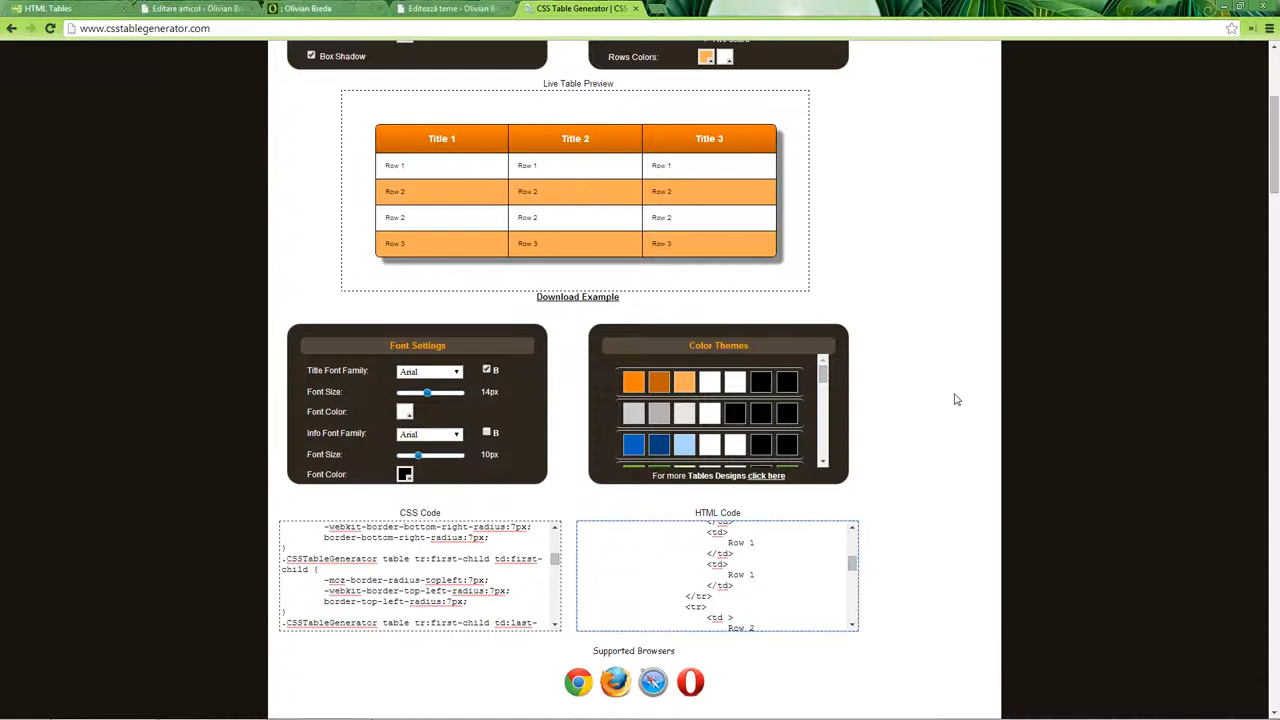 HTML Tables
Editare articol ‹ Olivian Breda
: Olivian Breda
Editează teme ‹ Olivian Breda
CSS Table Generator | CSS
www.csstablegenerator.com
Box Shadow
Rows Colors:
Live Table Preview
Title 1 Title 2 Title 3
Row 1 Row 1 Row 1
Row 2 Row 2 Row 2
Row 2 Row 2 Row 2
Row 3 Row 3 Row 3
Download Example
Font Settings
Title Font Family: Arial B
Font Size: 14px
Font Color:
Info Font Family: Arial B
Font Size: 10px
Font Color:
Color Themes
For more Tables Designs click here
CSS Code
-webkit-border-bottom-right-radius:7px;
border-bottom-right-radius:7px;
}
.CSSTableGenerator table tr:first-child td:first-
child {
-moz-border-radius-topleft:7px;
-webkit-border-top-left-radius:7px;
border-top-left-radius:7px;
}
.CSSTableGenerator table tr:first-child td:last-
HTML Code
</td>
<td>
Row 1
</td>
<td>
Row 1
</td>
</tr>
<tr>
<td >
Row 2
Supported Browsers